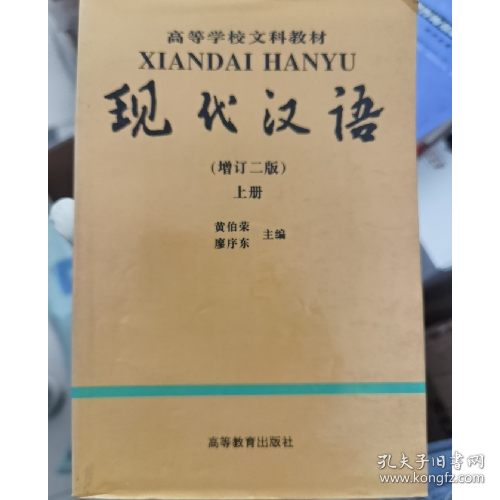 高等学校文科教材
XIANDAI HANYU
现代汉语
(增订二版)
上册
黄伯荣
廖序东
主编
高等教育出版社
孔夫子旧书网
kongfz.com